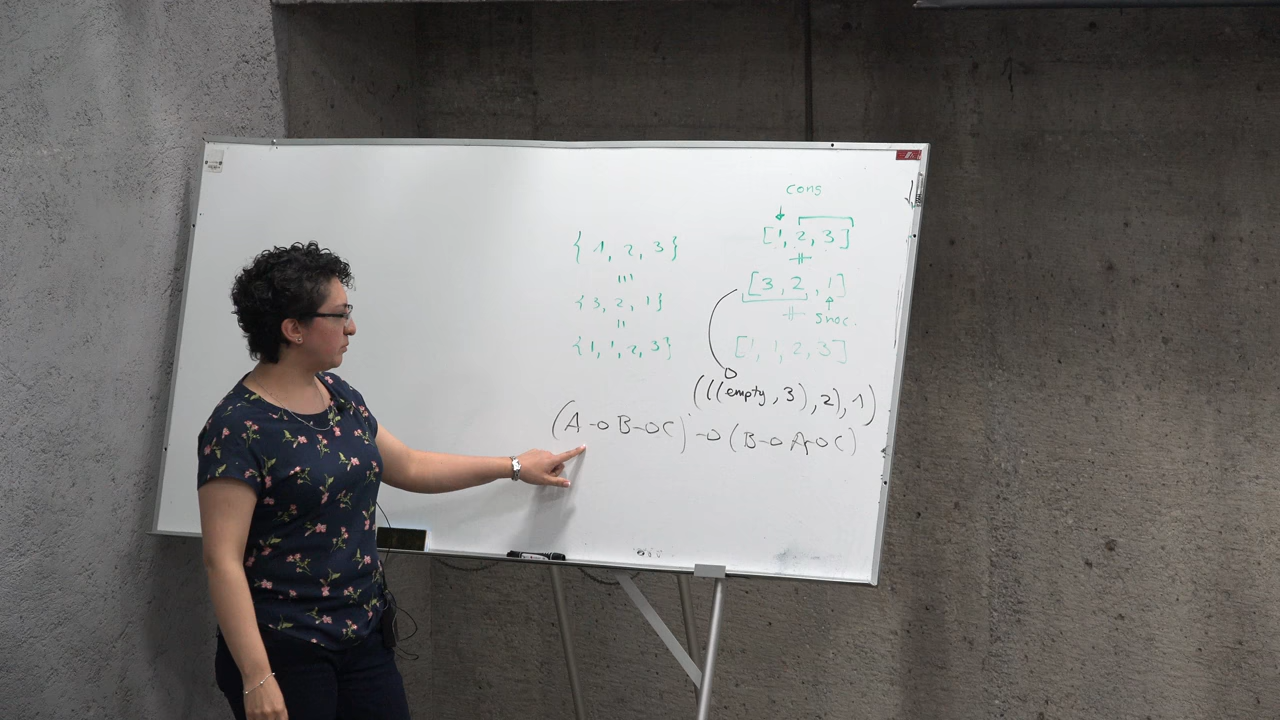 cons
{1, 2, 3}
[1, 2, 3]
{3, 2, 1}
[3, 2, 1]
snoc.
{1, 1, 2, 3}
[1, 1, 2, 3]
(((empty, 3), 2), 1)
(A -o B -o C) -o (B -o A -o C)